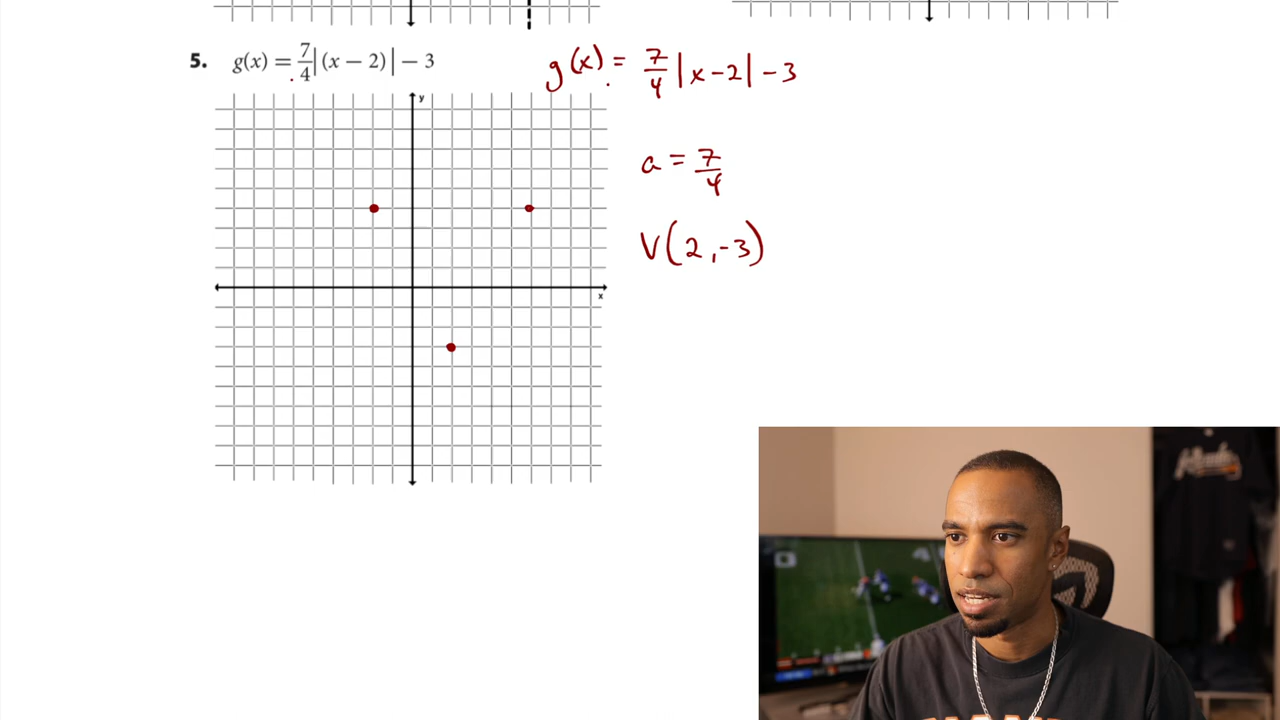 5. g(x) = 7/4|(x − 2)| − 3
g(x) = 7/4 |x-2| -3
y
a = 7/4
V(2,-3)
x